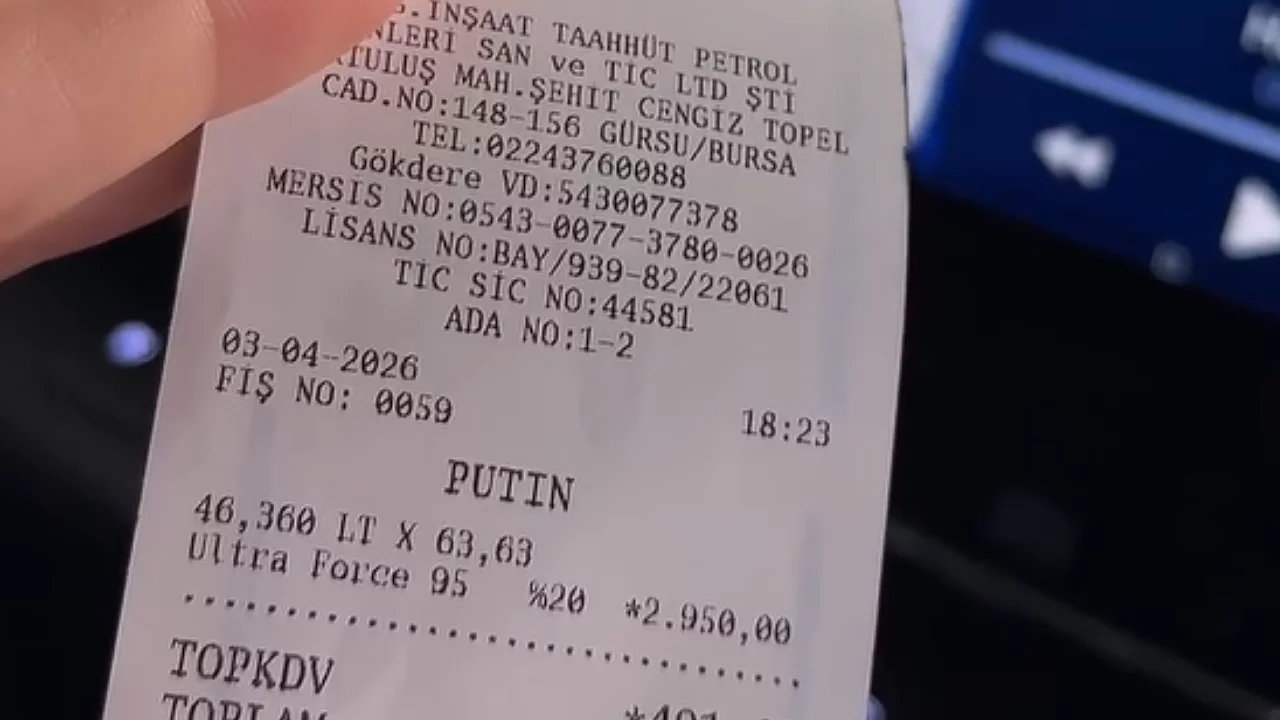 İNŞAAT TAAHHÜT PETROL
SAN ve TİC LTD ŞTİ
MAH.ŞEHİT CENGİZ TOPEL
CAD.NO:148-156 GÜRSU/BURSA
TEL:02243760088
Gökdere VD:5430077378
MERSIS NO:0543-0077-3780-0026
LİSANS NO:BAY/939-82/22061
TİC SİC NO:44581
ADA NO:1-2
03-04-2026
FİŞ NO: 0059
18:23
PUTIN
46,360 LT X 63,63
Ultra Force 95 %20 *2.950,00
TOPKDV